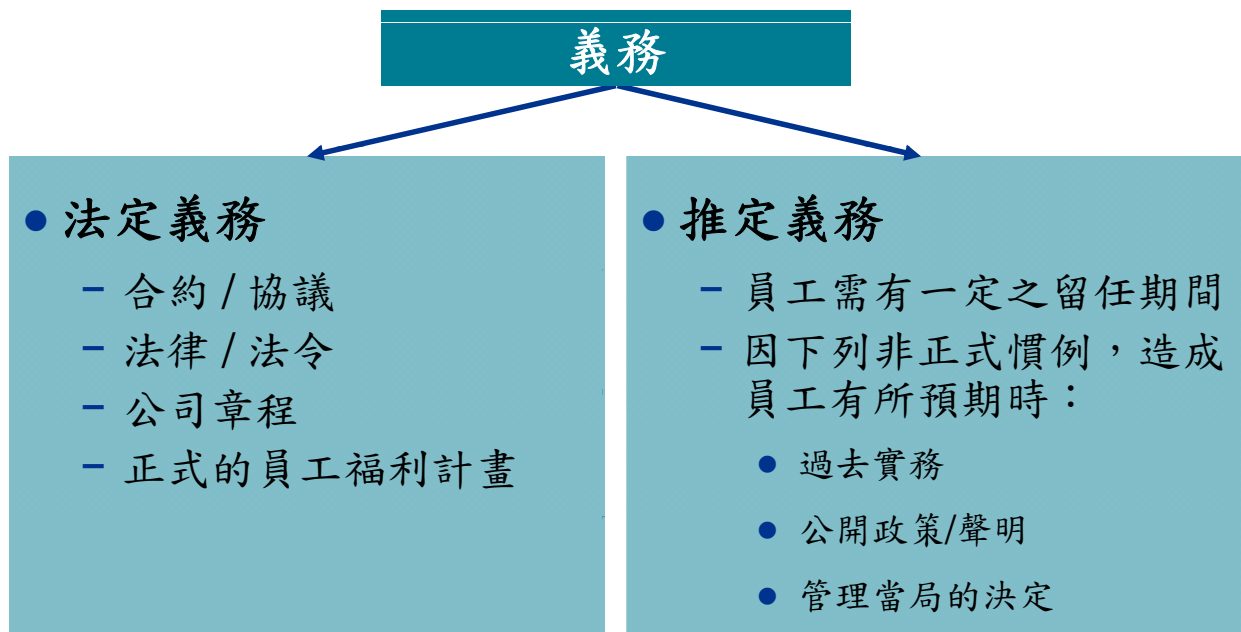 義務
• 法定義務
– 合約 / 協議
– 法律 / 法令
– 公司章程
– 正式的員工福利計畫
• 推定義務
– 員工需有一定之留任期間
– 因下列非正式慣例，造成
員工有所預期時：
• 過去實務
• 公開政策/聲明
• 管理當局的決定